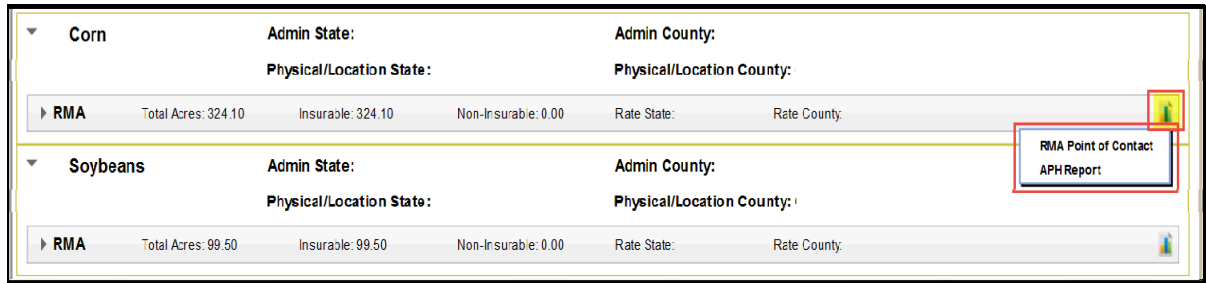 Corn Admin State: Admin County:
Physical/Location State: Physical/Location County:
RMA Total Acres: 324.10 Insurable: 324.10 Non-Insurable: 0.00 Rate State: Rate County:
RMA Point of Contact
APH Report
Soybeans Admin State: Admin County:
Physical/Location State: Physical/Location County:
RMA Total Acres: 99.50 Insurable: 99.50 Non-Insurable: 0.00 Rate State: Rate County: